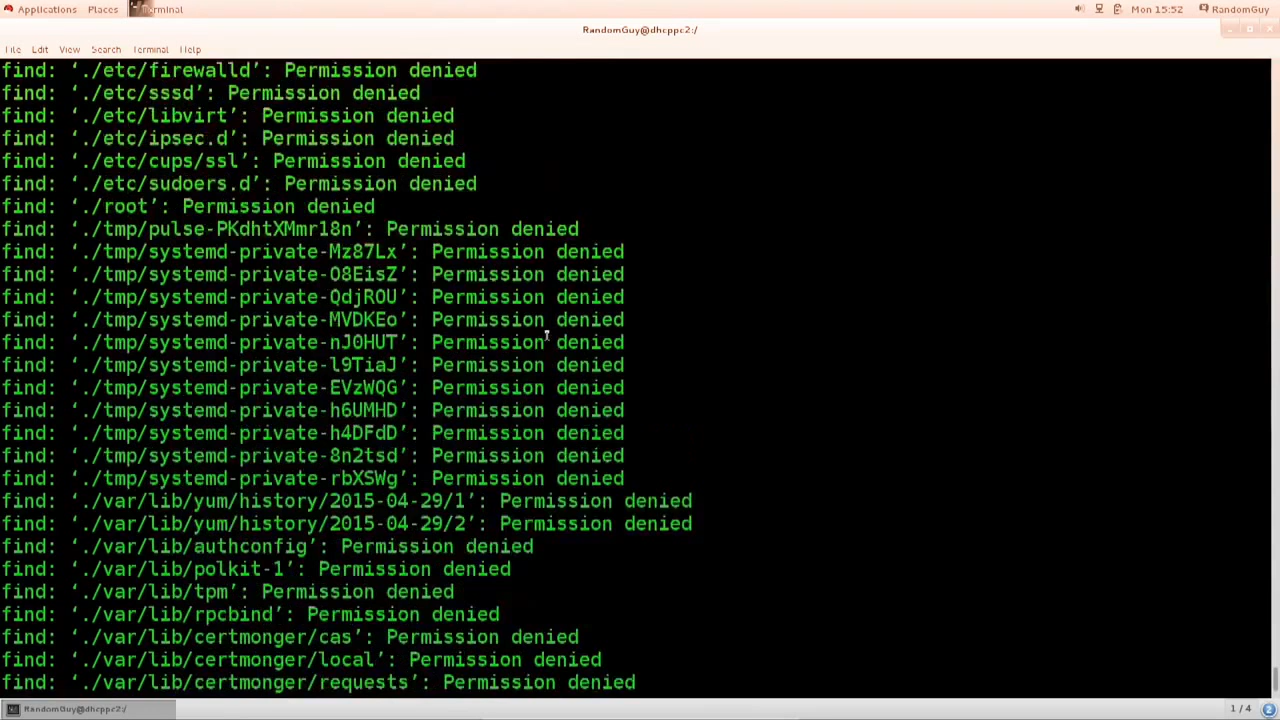 Applications Places Terminal Mon 15:52 RandomGuy
RandomGuy@dhcppc2:/
File Edit View Search Terminal Help
find: ‘./etc/firewalld’: Permission denied
find: ‘./etc/sssd’: Permission denied
find: ‘./etc/libvirt’: Permission denied
find: ‘./etc/ipsec.d’: Permission denied
find: ‘./etc/cups/ssl’: Permission denied
find: ‘./etc/sudoers.d’: Permission denied
find: ‘./root’: Permission denied
find: ‘./tmp/pulse-PKdhtXMmr18n’: Permission denied
find: ‘./tmp/systemd-private-Mz87Lx’: Permission denied
find: ‘./tmp/systemd-private-O8EisZ’: Permission denied
find: ‘./tmp/systemd-private-QdjROU’: Permission denied
find: ‘./tmp/systemd-private-MVDKEo’: Permission denied
find: ‘./tmp/systemd-private-nJ0HUT’: Permission denied
find: ‘./tmp/systemd-private-l9TiaJ’: Permission denied
find: ‘./tmp/systemd-private-EVzWQG’: Permission denied
find: ‘./tmp/systemd-private-h6UMHD’: Permission denied
find: ‘./tmp/systemd-private-h4DFdD’: Permission denied
find: ‘./tmp/systemd-private-8n2tsd’: Permission denied
find: ‘./tmp/systemd-private-rbXSWg’: Permission denied
find: ‘./var/lib/yum/history/2015-04-29/1’: Permission denied
find: ‘./var/lib/yum/history/2015-04-29/2’: Permission denied
find: ‘./var/lib/authconfig’: Permission denied
find: ‘./var/lib/polkit-1’: Permission denied
find: ‘./var/lib/tpm’: Permission denied
find: ‘./var/lib/rpcbind’: Permission denied
find: ‘./var/lib/certmonger/cas’: Permission denied
find: ‘./var/lib/certmonger/local’: Permission denied
find: ‘./var/lib/certmonger/requests’: Permission denied
RandomGuy@dhcppc2:/ 1 / 4 2